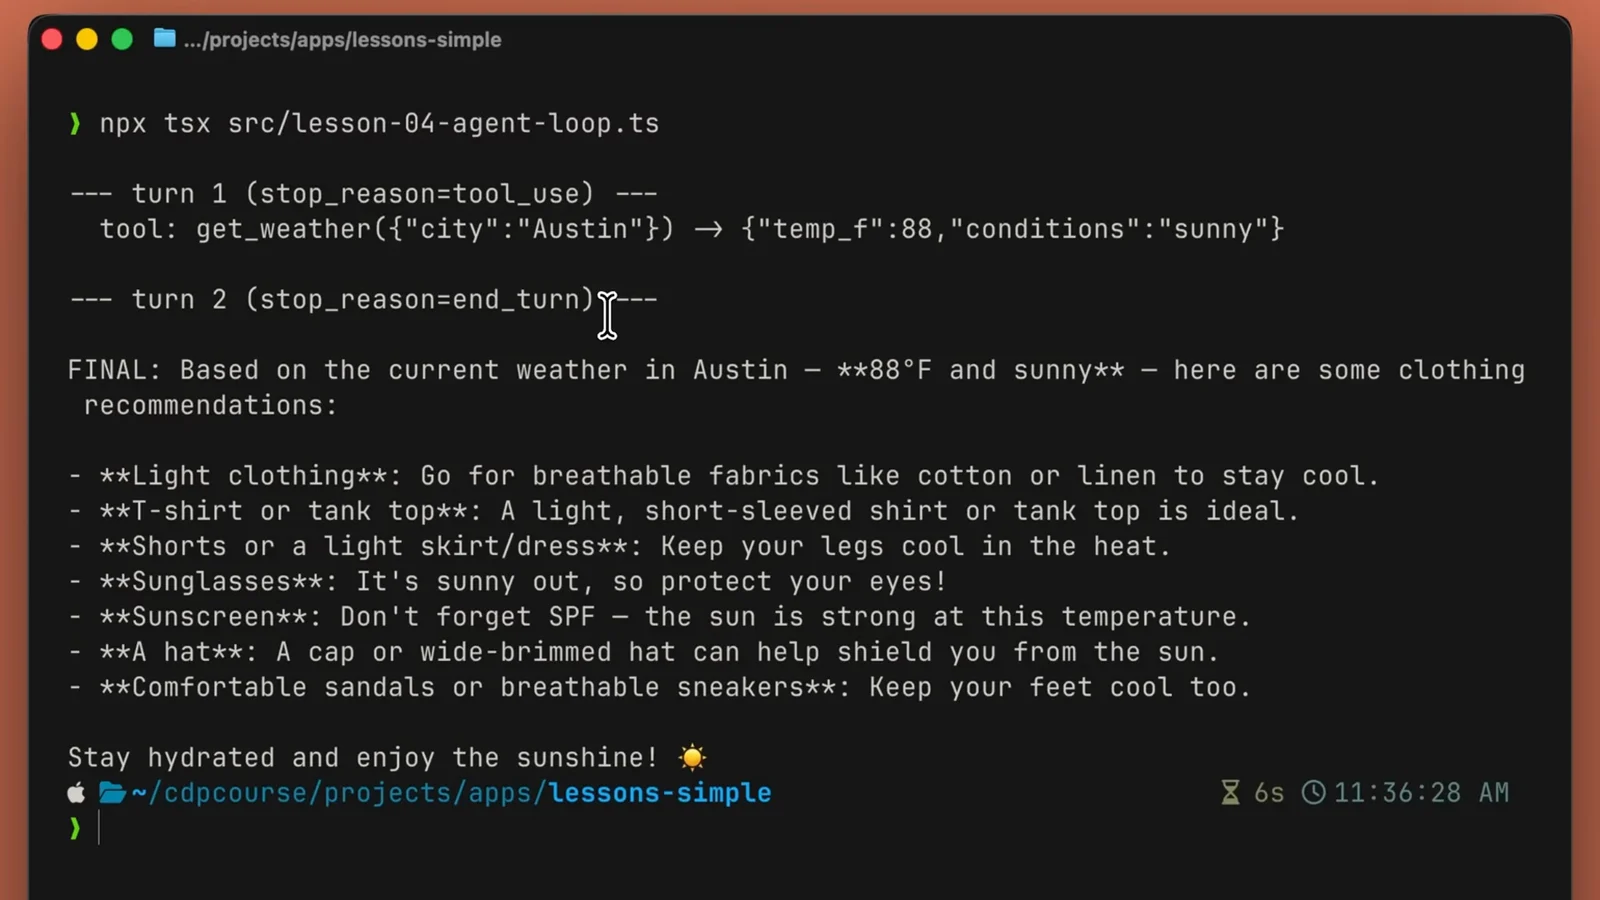 .../projects/apps/lessons-simple
❯ npx tsx src/lesson-04-agent-loop.ts
--- turn 1 (stop_reason=tool_use) ---
tool: get_weather({"city":"Austin"}) → {"temp_f":88,"conditions":"sunny"}
--- turn 2 (stop_reason=end_turn) ---
FINAL: Based on the current weather in Austin — **88°F and sunny** — here are some clothing
recommendations:
- **Light clothing**: Go for breathable fabrics like cotton or linen to stay cool.
- **T-shirt or tank top**: A light, short-sleeved shirt or tank top is ideal.
- **Shorts or a light skirt/dress**: Keep your legs cool in the heat.
- **Sunglasses**: It's sunny out, so protect your eyes!
- **Sunscreen**: Don't forget SPF — the sun is strong at this temperature.
- **A hat**: A cap or wide-brimmed hat can help shield you from the sun.
- **Comfortable sandals or breathable sneakers**: Keep your feet cool too.
Stay hydrated and enjoy the sunshine! ☀️
~/cdpcourse/projects/apps/lessons-simple 6s 11:36:28 AM
❯